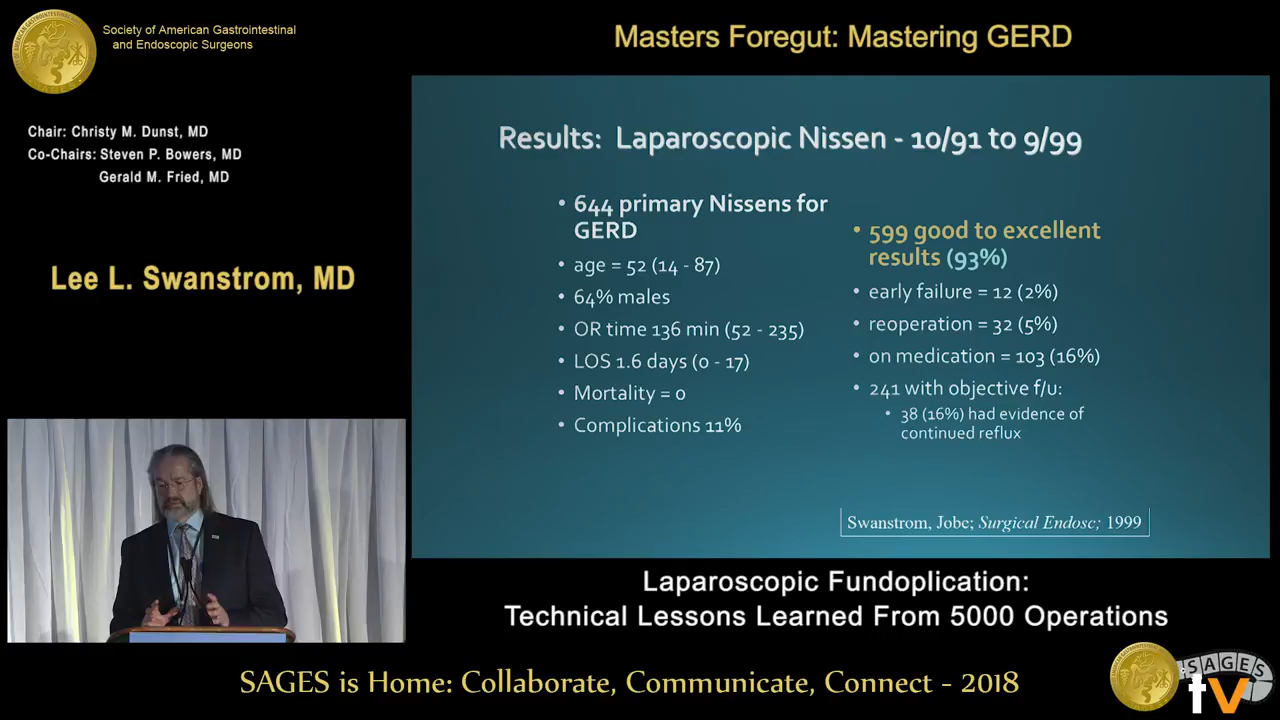 Society of American Gastrointestinal
and Endoscopic Surgeons
Masters Foregut: Mastering GERD
Chair: Christy M. Dunst, MD
Co-Chairs: Steven P. Bowers, MD
Gerald M. Fried, MD
Lee L. Swanstrom, MD
Results: Laparoscopic Nissen - 10/91 to 9/99
• 644 primary Nissens for
GERD
• age = 52 (14 - 87)
• 64% males
• OR time 136 min (52 - 235)
• LOS 1.6 days (0 - 17)
• Mortality = 0
• Complications 11%
• 599 good to excellent
results (93%)
• early failure = 12 (2%)
• reoperation = 32 (5%)
• on medication = 103 (16%)
• 241 with objective f/u:
• 38 (16%) had evidence of
continued reflux
Swanstrom, Jobe; Surgical Endosc; 1999
Laparoscopic Fundoplication:
Technical Lessons Learned From 5000 Operations
SAGES is Home: Collaborate, Communicate, Connect - 2018
SAGES
tv